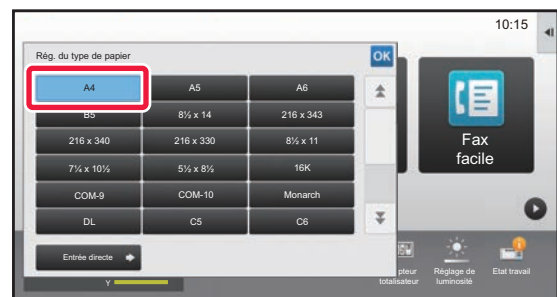 10:15
Rég. du type de papier
OK
A4 A5 A6
B5 8½ x 14 216 x 343
216 x 340 216 x 330 8½ x 11
7¼ x 10½ 5½ x 8½ 16K
COM-9 COM-10 Monarch
DL C5 C6
Entrée directe
Fax
facile
Y
pteur
totalisateur
Réglage de
luminosité
Etat travail